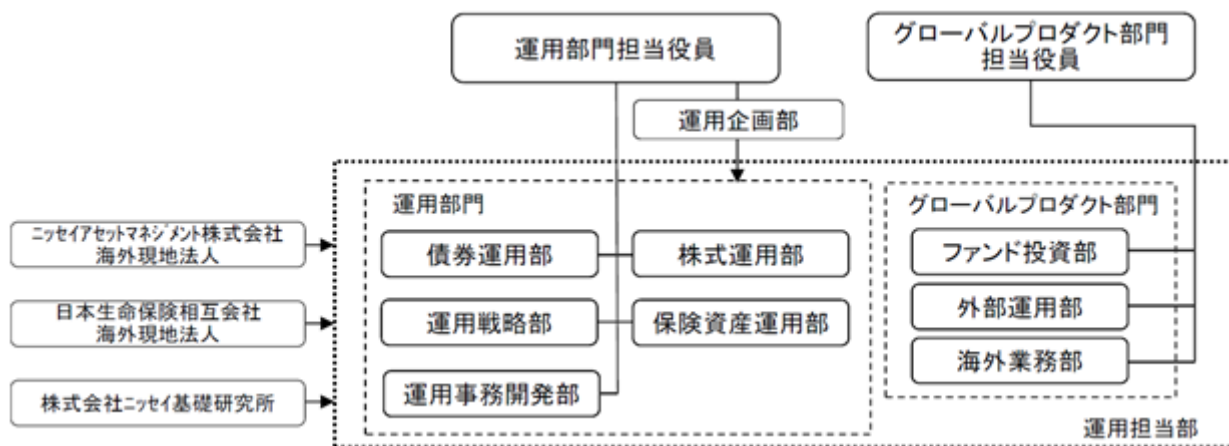 運用部門担当役員
グローバルプロダクト部門
担当役員
運用企画部
運用部門
グローバルプロダクト部門
ニッセイアセットマネジメント株式会社
海外現地法人
債券運用部
株式運用部
ファンド投資部
日本生命保険相互会社
海外現地法人
運用戦略部
保険資産運用部
外部運用部
海外業務部
株式会社ニッセイ基礎研究所
運用事務開発部
運用担当部